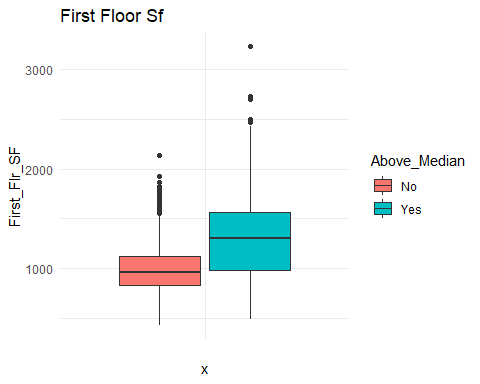 First Floor Sf
3000
2000
1000
First_Flr_SF
x
Above_Median
No
Yes